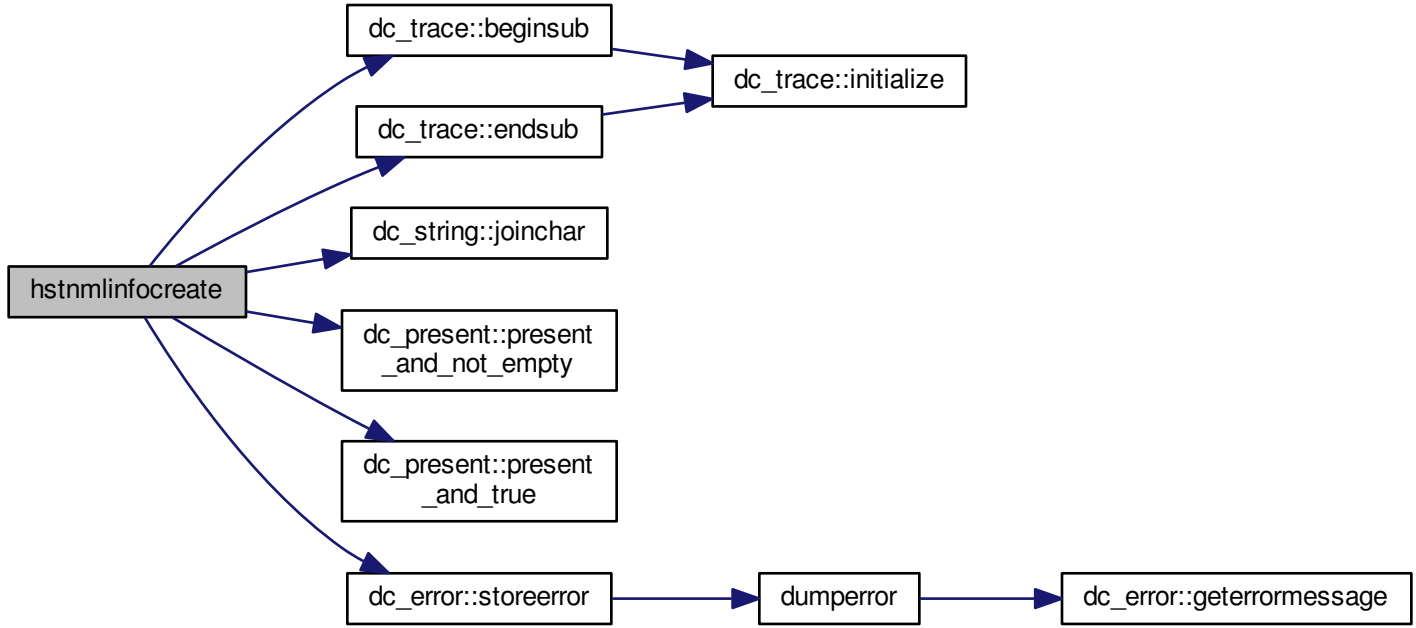 dc_trace::beginsub
dc_trace::initialize
dc_trace::endsub
dc_string::joinchar
hstnmlinfocreate
dc_present::present
_and_not_empty
dc_present::present
_and_true
dc_error::storeerror
dumperror
dc_error::geterrormessage